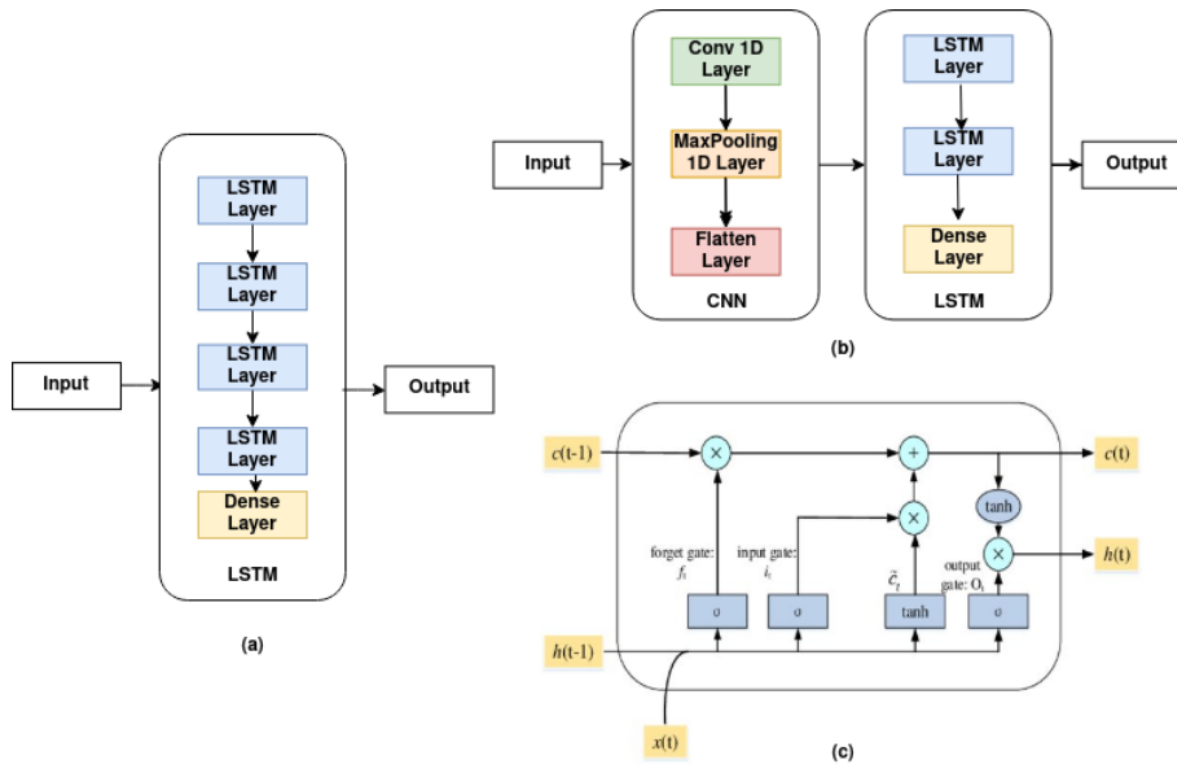 Input
LSTM
Layer
LSTM
Layer
LSTM
Layer
LSTM
Layer
Dense
Layer
LSTM
Output
(a)
Input
Conv 1D
Layer
MaxPooling
1D Layer
Flatten
Layer
CNN
LSTM
Layer
LSTM
Layer
Dense
Layer
LSTM
Output
(b)
c(t-1)
×
+
c(t)
tanh
×
×
h(t)
forget gate:
fₜ
input gate:
iₜ
c̃ₜ
output
gate: Oₜ
σ
σ
tanh
σ
h(t-1)
x(t)
(c)